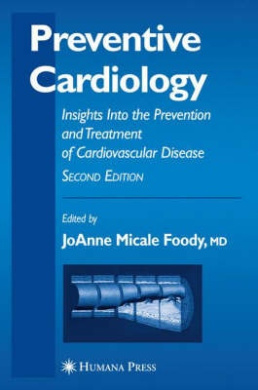 Preventive
Cardiology
Insights Into the Prevention
and Treatment
of Cardiovascular Disease
SECOND EDITION
Edited by
JoAnne Micale Foody, MD
HUMANA PRESS